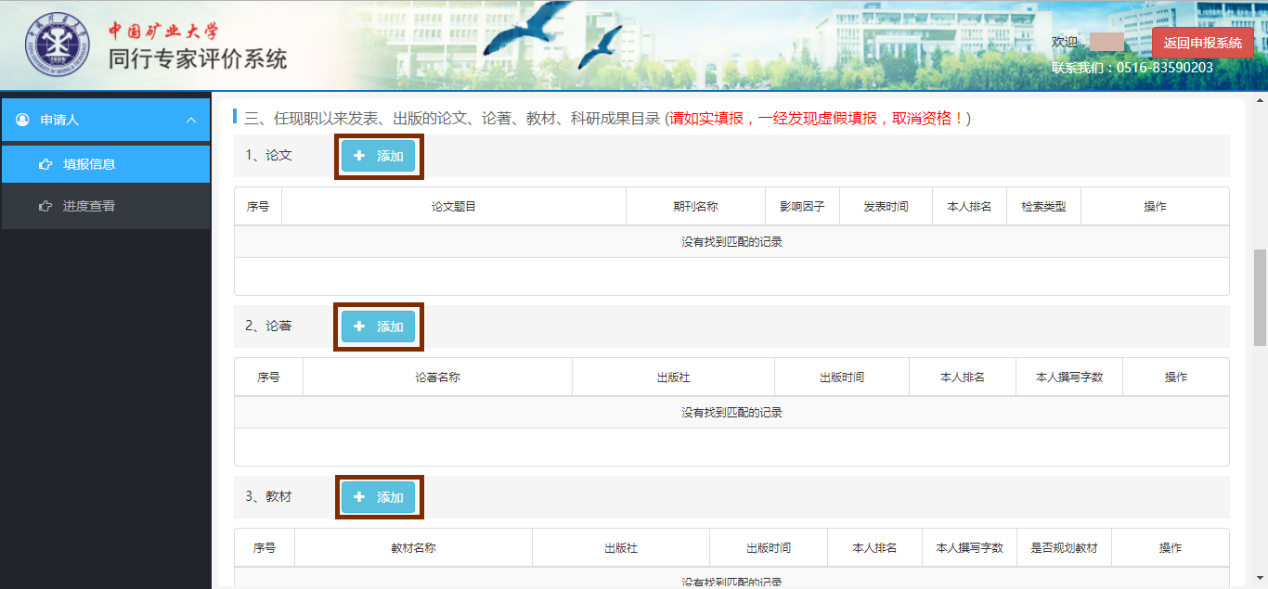 中国矿业大学
同行专家评价系统
欢迎，
返回申报系统
联系我们：0516-83590203
申请人
填报信息
进度查看
三、任现职以来发表、出版的论文、论著、教材、科研成果目录 (请如实填报，一经发现虚假填报，取消资格！)
1、论文 添加
序号 论文题目 期刊名称 影响因子 发表时间 本人排名 检索类型 操作
没有找到匹配的记录
2、论著 添加
序号 论著名称 出版社 出版时间 本人排名 本人撰写字数 操作
没有找到匹配的记录
3、教材 添加
序号 教材名称 出版社 出版时间 本人排名 本人撰写字数 是否规划教材 操作
没有找到匹配的记录